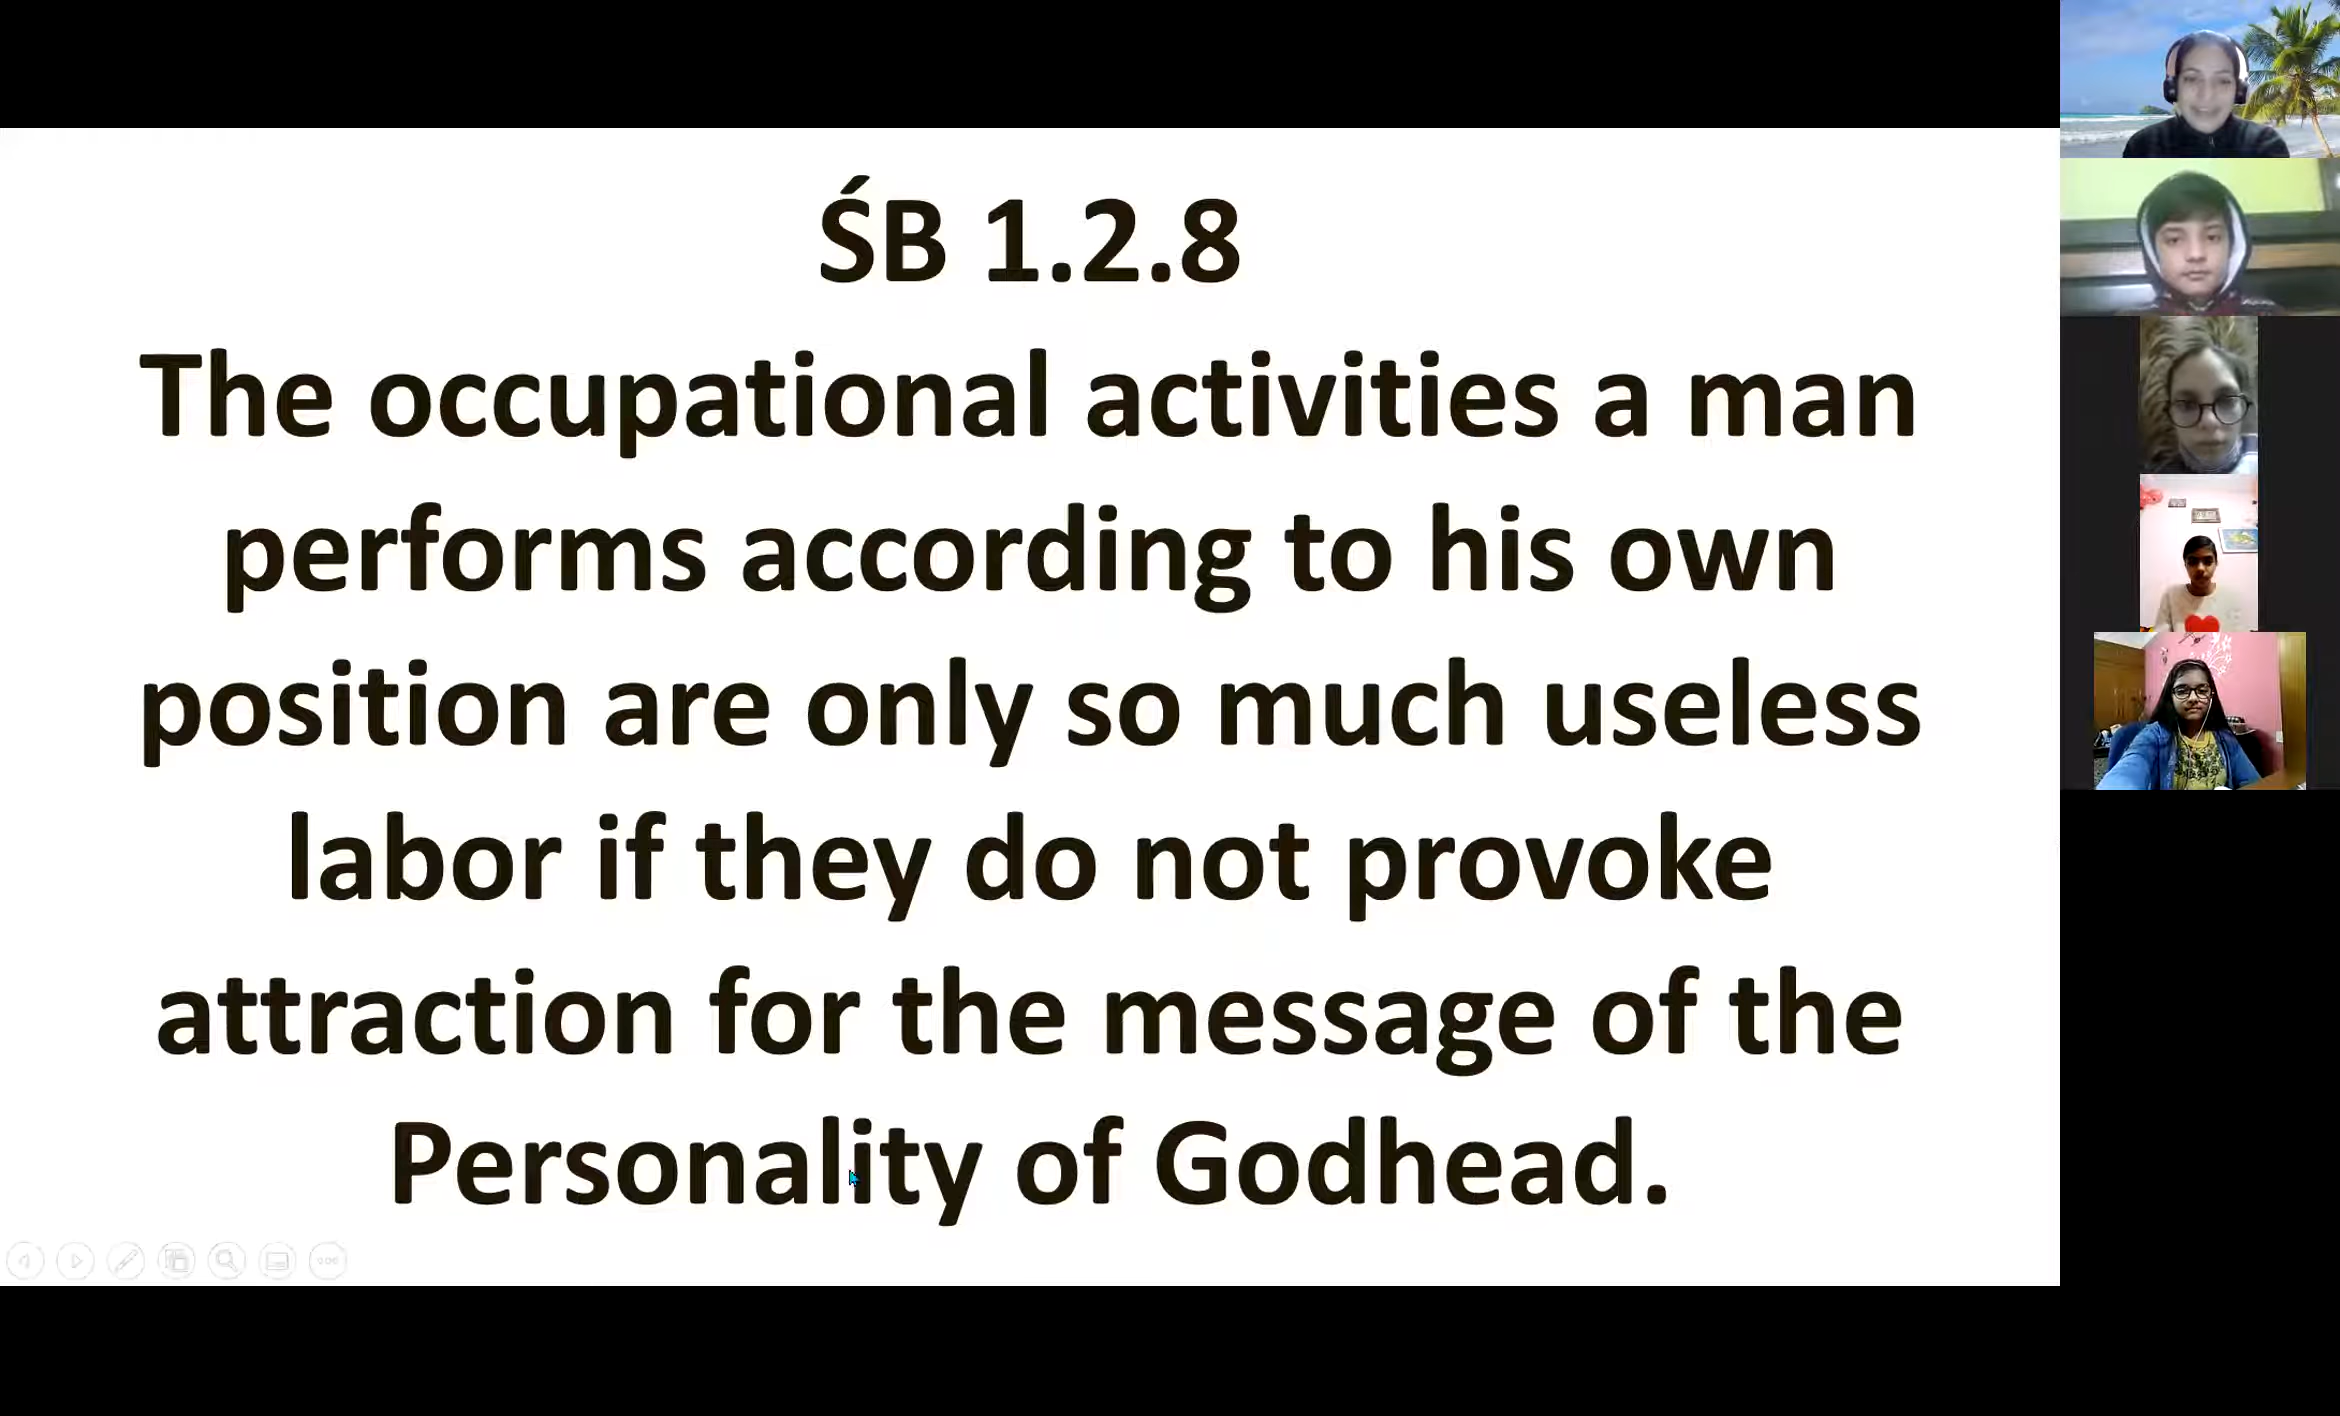 ŚB 1.2.8
The occupational activities a man
performs according to his own
position are only so much useless
labor if they do not provoke
attraction for the message of the
Personality of Godhead.